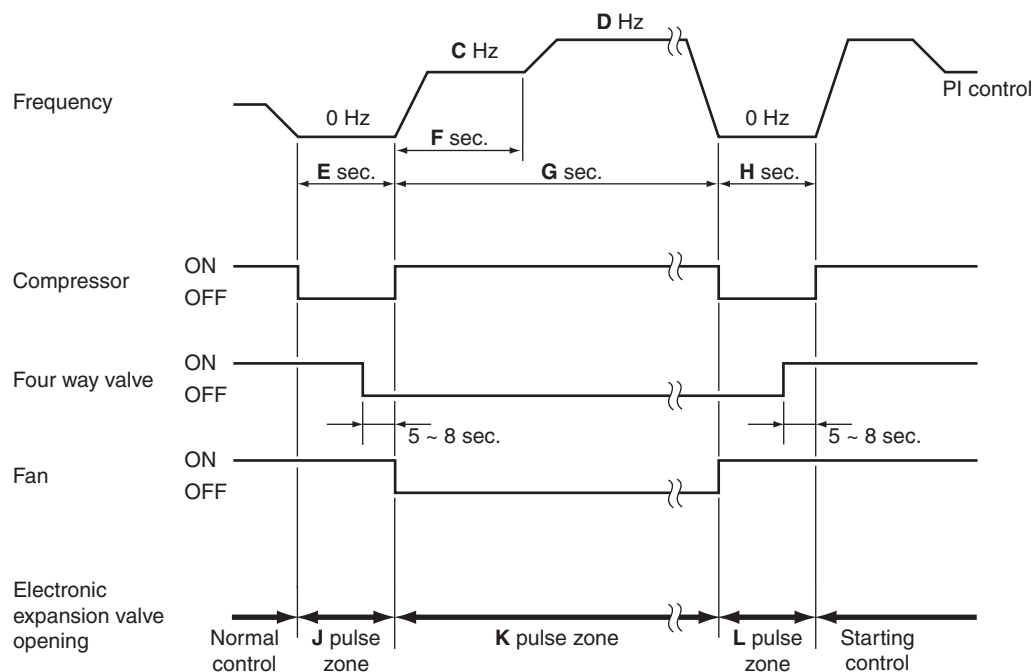 D Hz
C Hz
Frequency
PI control
0 Hz
0 Hz
F sec.
E sec.
G sec.
H sec.
Compressor
ON
OFF
Four way valve
ON
OFF
5 ~ 8 sec.
5 ~ 8 sec.
Fan
ON
OFF
Electronic
expansion valve
opening
Normal
control
J pulse
zone
K pulse zone
L pulse
zone
Starting
control